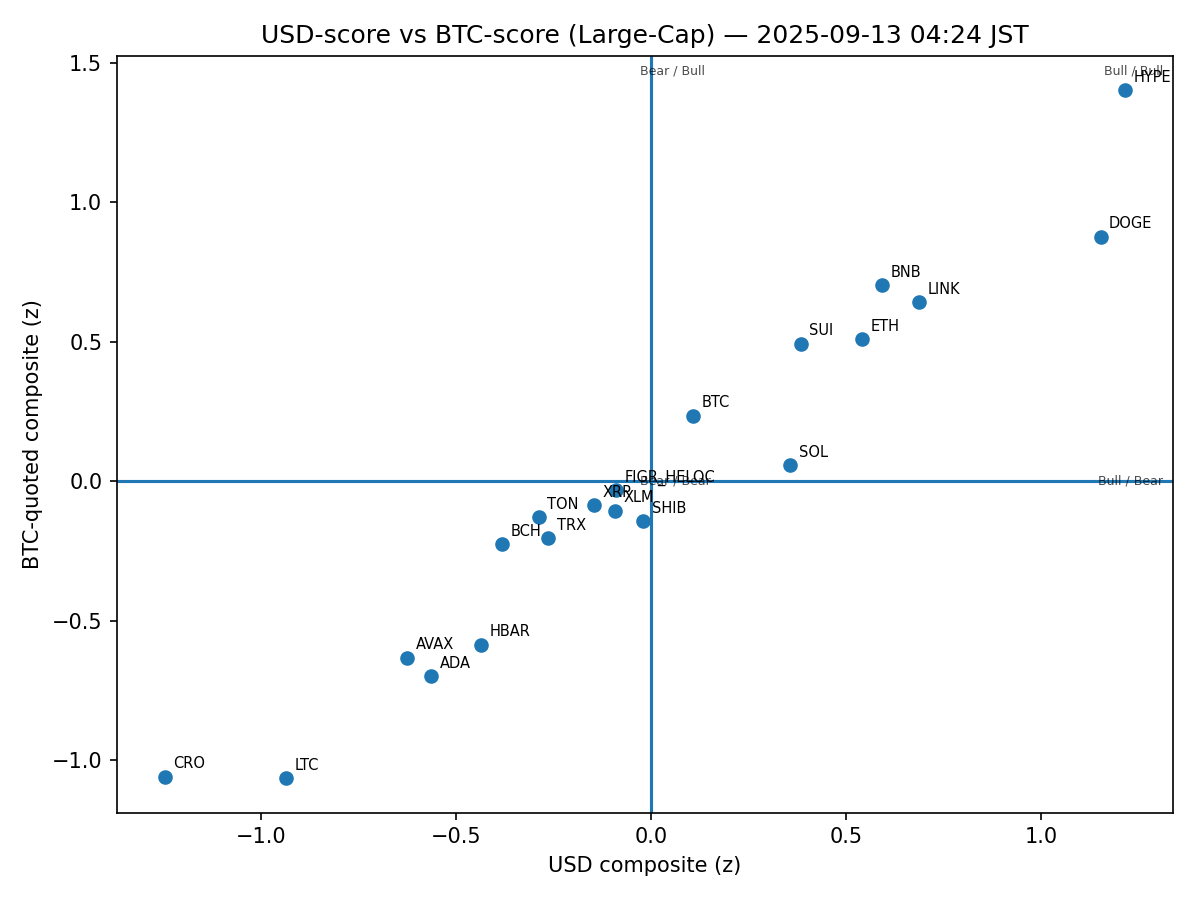 USD-score vs BTC-score (Large-Cap) — 2025-09-13 04:24 JST
1.5
Bear / Bull
Bull / Bull
HYPE
DOGE
1.0
BNB
LINK
0.5
SUI
ETH
BTC
SOL
0.0
FIGR_HELOC
Bear / Bear
Bull / Bear
XRP
XLM
TON
SHIB
BCH
TRX
−0.5
HBAR
AVAX
ADA
−1.0
CRO
LTC
−1.0
−0.5
0.0
0.5
1.0
USD composite (z)
BTC-quoted composite (z)